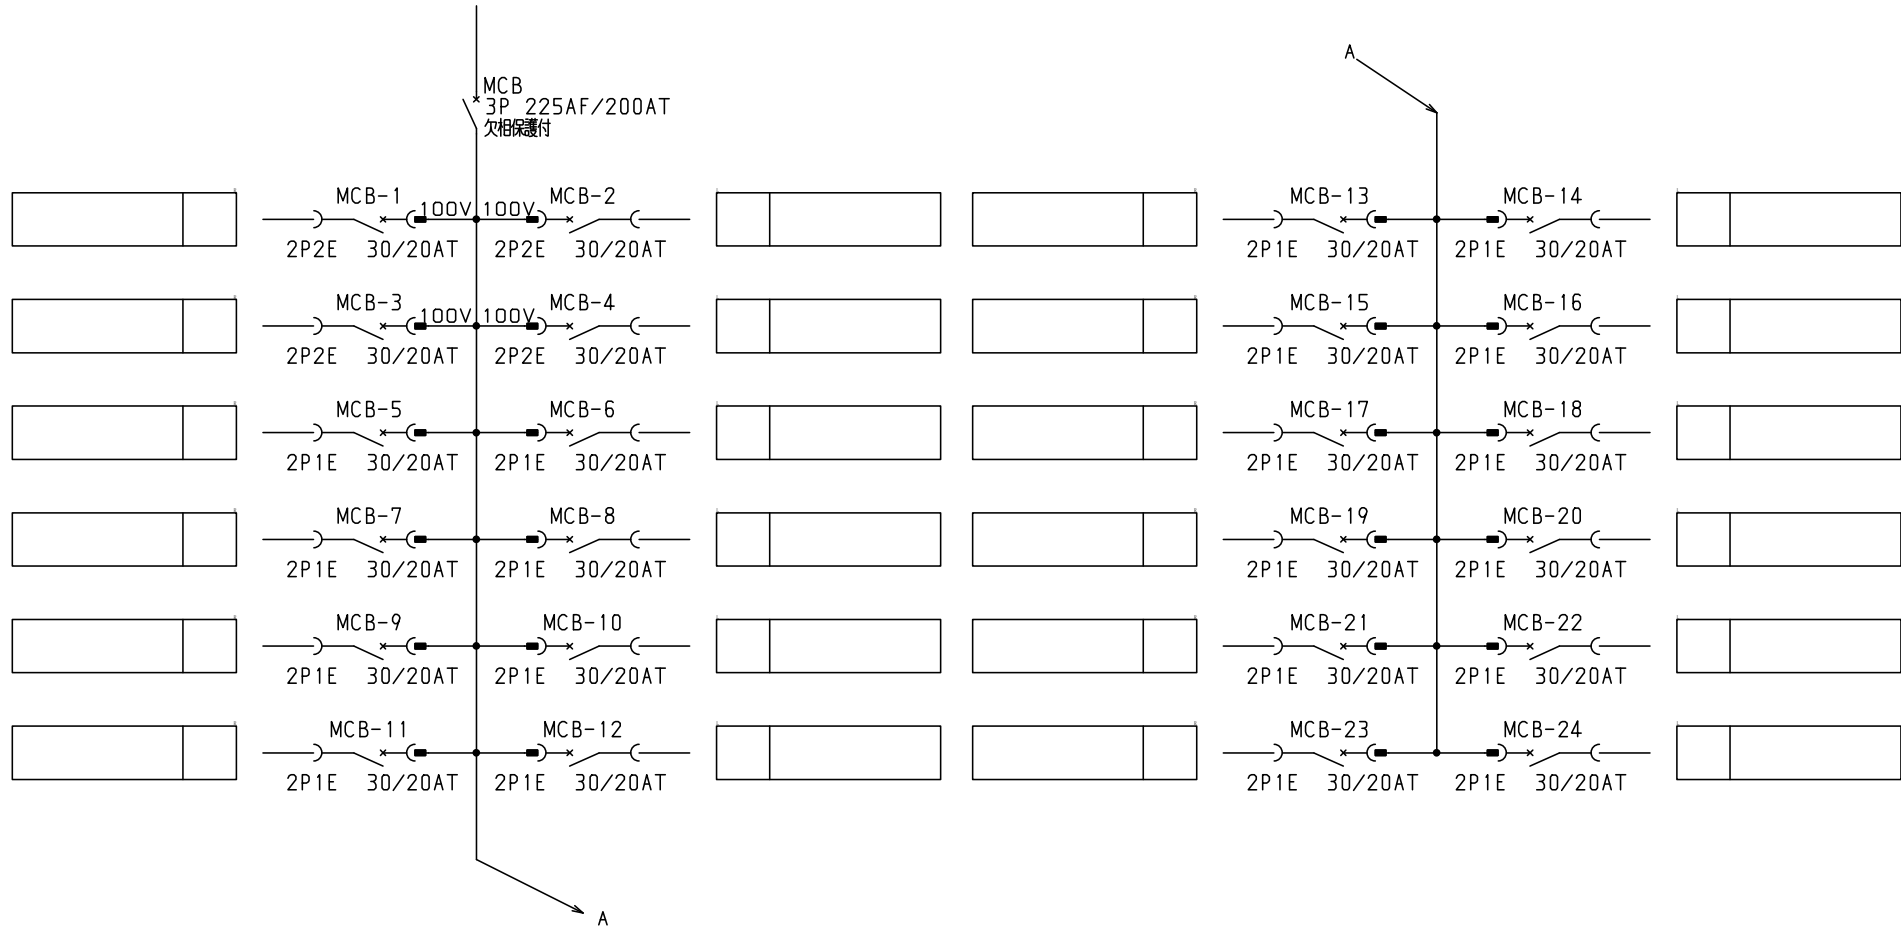 MCB
3P 225AF/200AT
欠相保護付
A
MCB-1 100V 100V MCB-2
2P2E 30/20AT 2P2E 30/20AT
MCB-3 100V 100V MCB-4
2P2E 30/20AT 2P2E 30/20AT
MCB-5 MCB-6
2P1E 30/20AT 2P1E 30/20AT
MCB-7 MCB-8
2P1E 30/20AT 2P1E 30/20AT
MCB-9 MCB-10
2P1E 30/20AT 2P1E 30/20AT
MCB-11 MCB-12
2P1E 30/20AT 2P1E 30/20AT
A
MCB-13 MCB-14
2P1E 30/20AT 2P1E 30/20AT
MCB-15 MCB-16
2P1E 30/20AT 2P1E 30/20AT
MCB-17 MCB-18
2P1E 30/20AT 2P1E 30/20AT
MCB-19 MCB-20
2P1E 30/20AT 2P1E 30/20AT
MCB-21 MCB-22
2P1E 30/20AT 2P1E 30/20AT
MCB-23 MCB-24
2P1E 30/20AT 2P1E 30/20AT